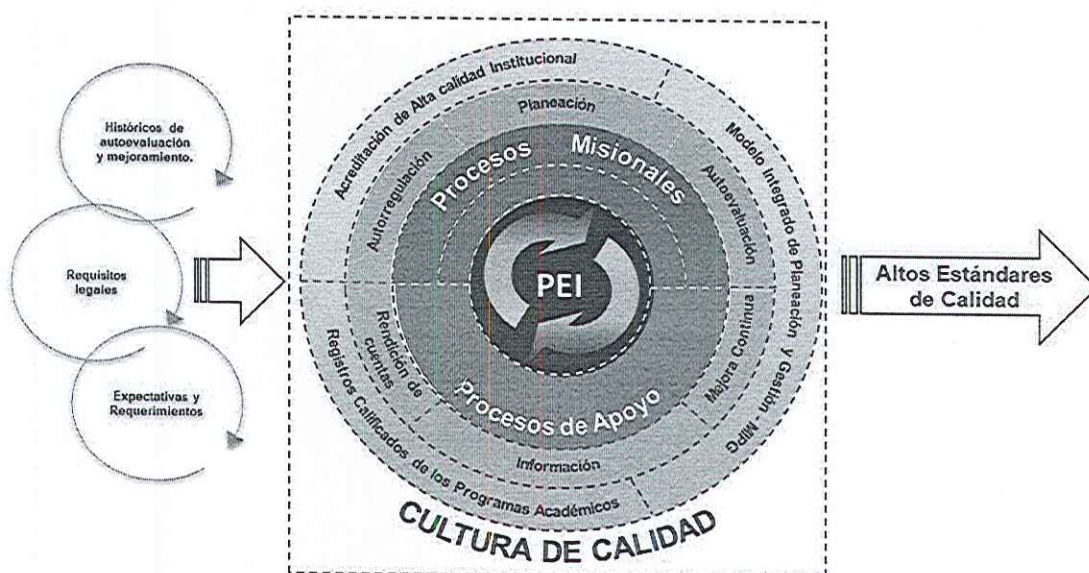 Históricos de
autoevaluación
y mejoramiento.
Requisitos
legales
Expectativas y
Requerimientos
Acreditación de Alta calidad Institucional
Modelo Integrado de Planeación y Gestión - MIPG
Registros Calificados de los Programas Académicos
Planeación
Autorregulación
Autoevaluación
Rendición de
cuentas
Mejora Continua
Información
Procesos Misionales
PEI
Procesos de Apoyo
CULTURA DE CALIDAD
Altos Estándares
de Calidad